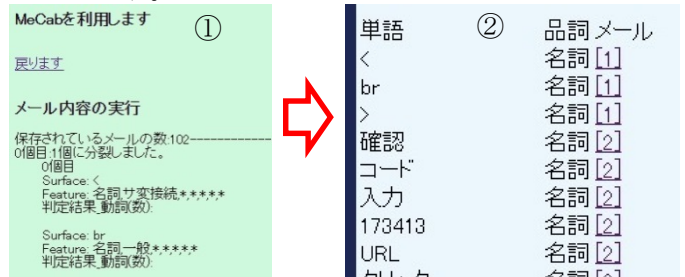 MeCabを利用します
①
戻ります
メール内容の実行
保存されているメールの数:102-------------
0個目:11個に分裂しました。
0個目
Surface: <
Feature: 名詞,サ変接続,*,*,*,*,*
判定結果_動詞(数):
Surface: br
Feature: 名詞,一般,*,*,*,*,*
判定結果_動詞(数):
②
単語 品詞 メール
< 名詞 [1]
br 名詞 [1]
> 名詞 [1]
確認 名詞 [2]
コード 名詞 [2]
入力 名詞 [2]
173413 名詞 [2]
URL 名詞 [2]